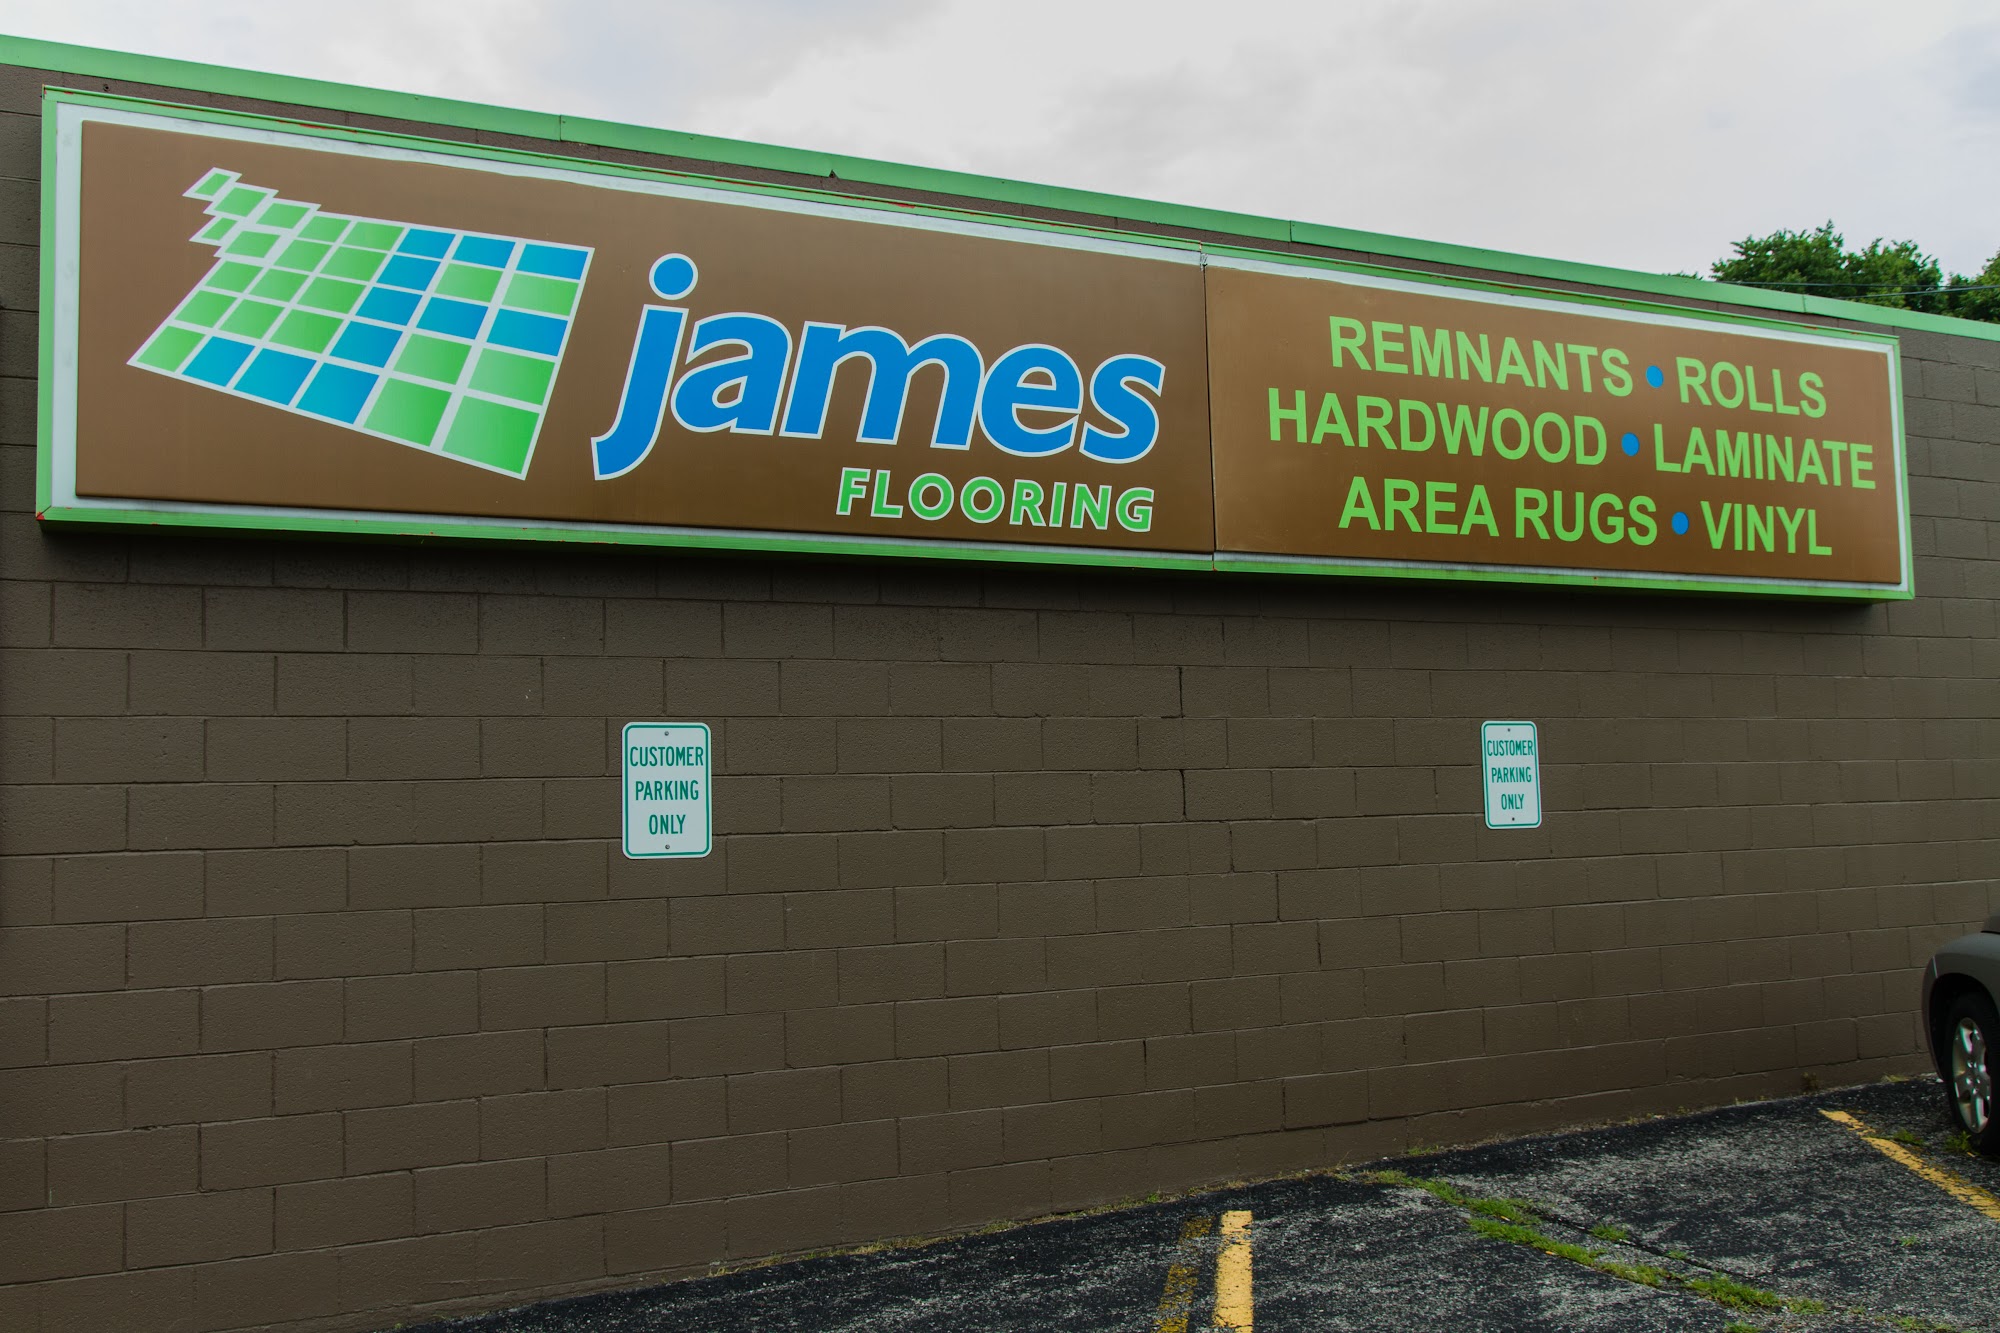 james
FLOORING
REMNANTS • ROLLS
HARDWOOD • LAMINATE
AREA RUGS • VINYL
CUSTOMER
PARKING
ONLY
CUSTOMER
PARKING
ONLY